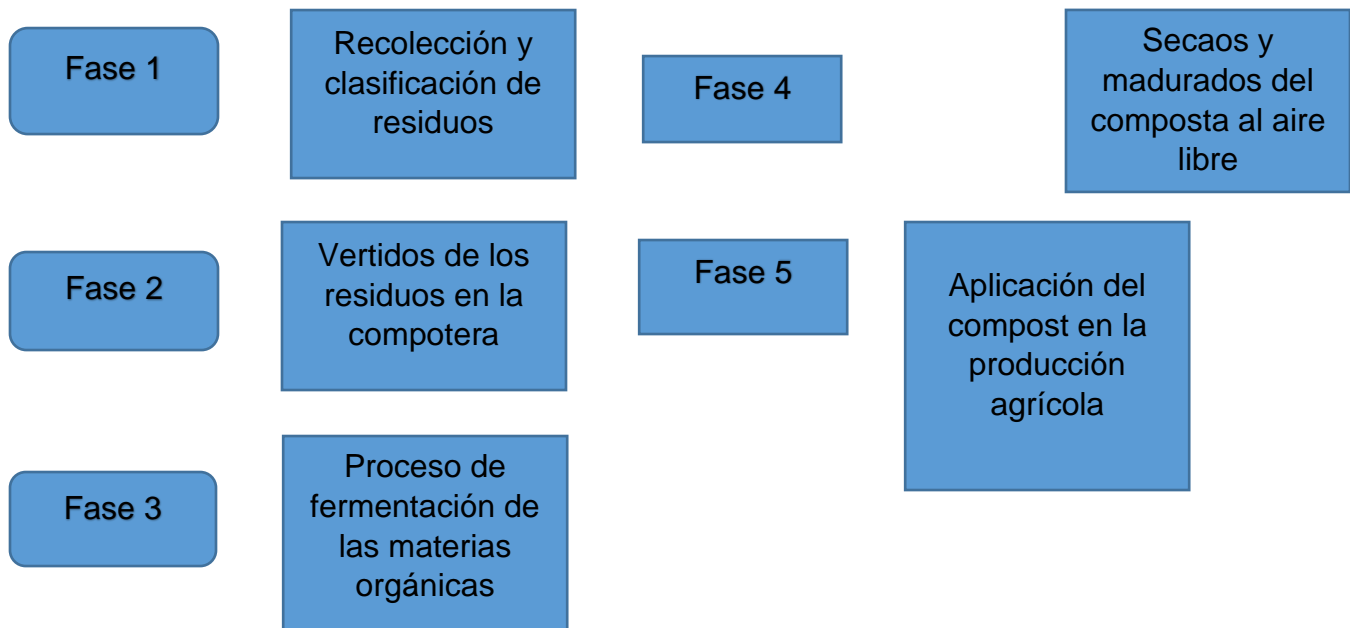 Fase 1
Recolección y
clasificación de
residuos
Fase 2
Vertidos de los
residuos en la
compotera
Fase 3
Proceso de
fermentación de
las materias
orgánicas
Fase 4
Secaos y
madurados del
composta al aire
libre
Fase 5
Aplicación del
compost en la
producción
agrícola